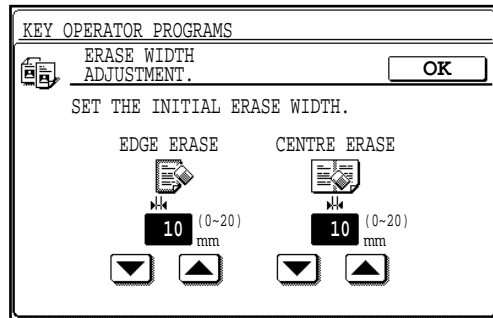 KEY OPERATOR PROGRAMS
ERASE WIDTH
ADJUSTMENT.
OK
SET THE INITIAL ERASE WIDTH.
EDGE ERASE
CENTRE ERASE
10 (0~20)
mm
10 (0~20)
mm